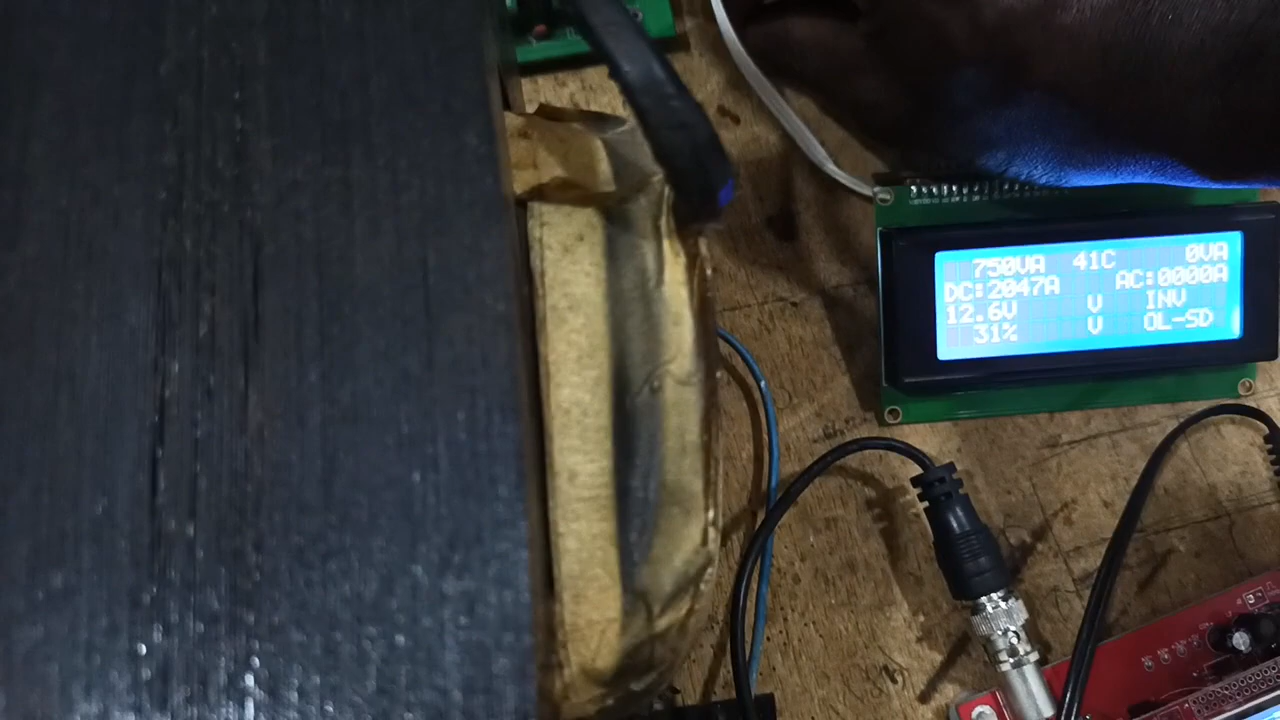 750VA 41C 0VA
DC:2047A AC:0000A
12.6V V INV
31% V OL-SD